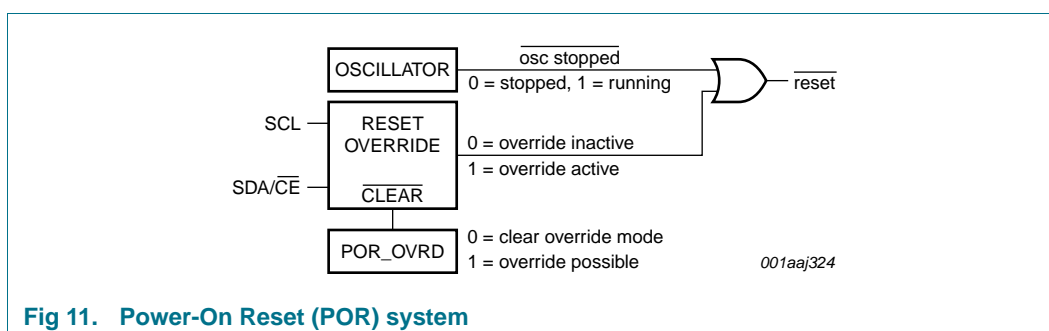 OSCILLATOR
osc stopped
0 = stopped, 1 = running
reset
SCL
RESET
OVERRIDE
0 = override inactive
1 = override active
SDA/CE
CLEAR
POR_OVRD
0 = clear override mode
1 = override possible
001aaj324
Fig 11. Power-On Reset (POR) system